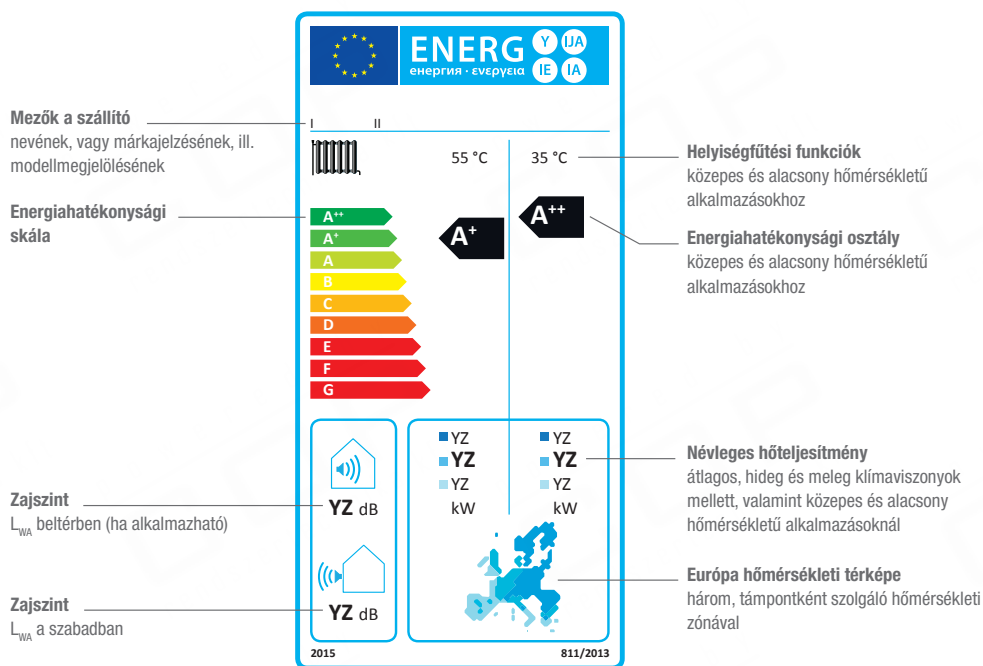 ENERG Y IJA
енергия · ενεργεια IE IA
Mezők a szállító
nevének, vagy márkajelzésének, ill.
modellmegjelölésének
I II
55 °C 35 °C
Helyiségfűtési funkciók
közepes és alacsony hőmérsékletű
alkalmazásokhoz
Energiahatékonysági
skála
A++
A+
A
B
C
D
E
F
G
A+
A++
Energiahatékonysági osztály
közepes és alacsony hőmérsékletű
alkalmazásokhoz
YZ YZ
YZ YZ
YZ YZ
kW kW
Névleges hőteljesítmény
átlagos, hideg és meleg klímaviszonyok
mellett, valamint közepes és alacsony
hőmérsékletű alkalmazásoknál
YZ dB
Zajszint
LWA beltérben (ha alkalmazható)
Európa hőmérsékleti térképe
három, támpontként szolgáló hőmérsékleti
zónával
YZ dB
Zajszint
LWA a szabadban
2015 811/2013